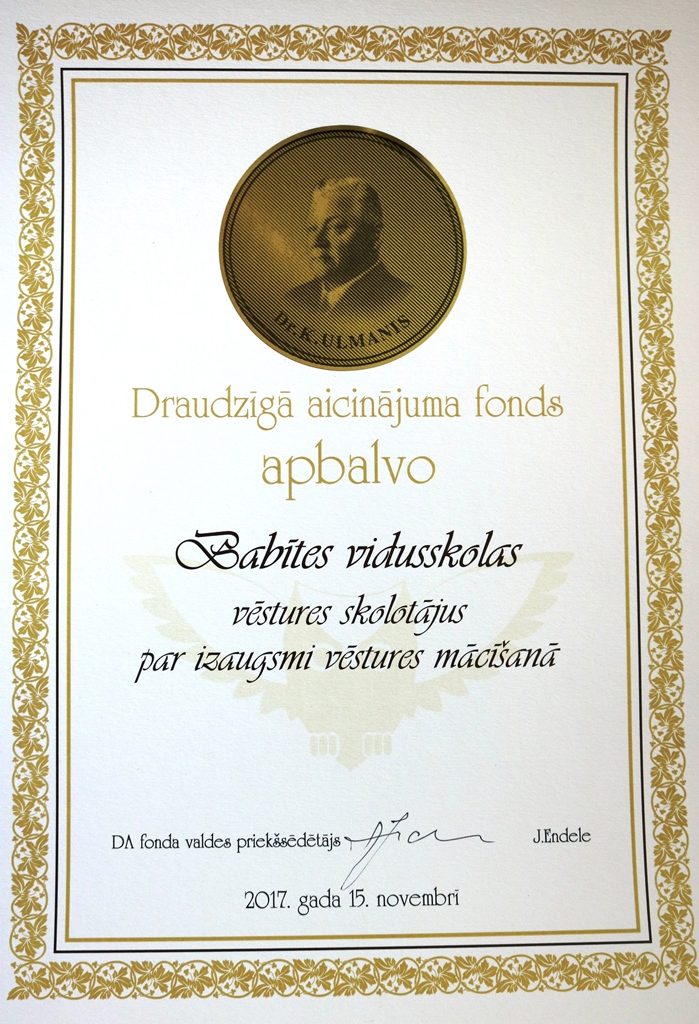 Dr.K.ULMANIS
Draudzīgā aicinājuma fonds
apbalvo
Babītes vidusskolas
vēstures skolotājus
par izaugsmi vēstures mācīšanā
DA fonda valdes priekšsēdētājs J.Endele
2017. gada 15. novembrī